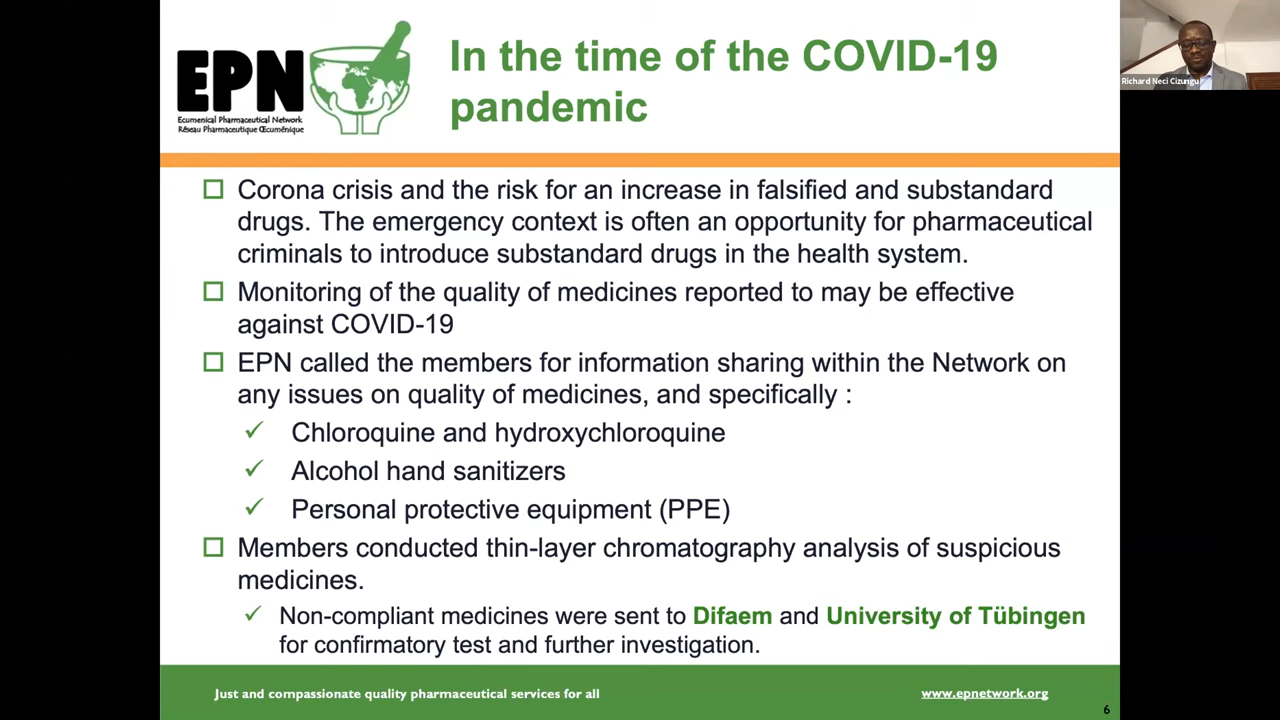 EPN
Ecumenical Pharmaceutical Network
Réseau Pharmaceutique Œcuménique
In the time of the COVID-19
pandemic
Richard Neci Cizungu
Corona crisis and the risk for an increase in falsified and substandard
drugs. The emergency context is often an opportunity for pharmaceutical
criminals to introduce substandard drugs in the health system.
Monitoring of the quality of medicines reported to may be effective
against COVID-19
EPN called the members for information sharing within the Network on
any issues on quality of medicines, and specifically :
✓ Chloroquine and hydroxychloroquine
✓ Alcohol hand sanitizers
✓ Personal protective equipment (PPE)
Members conducted thin-layer chromatography analysis of suspicious
medicines.
✓ Non-compliant medicines were sent to Difaem and University of Tübingen
for confirmatory test and further investigation.
Just and compassionate quality pharmaceutical services for all
www.epnetwork.org
6